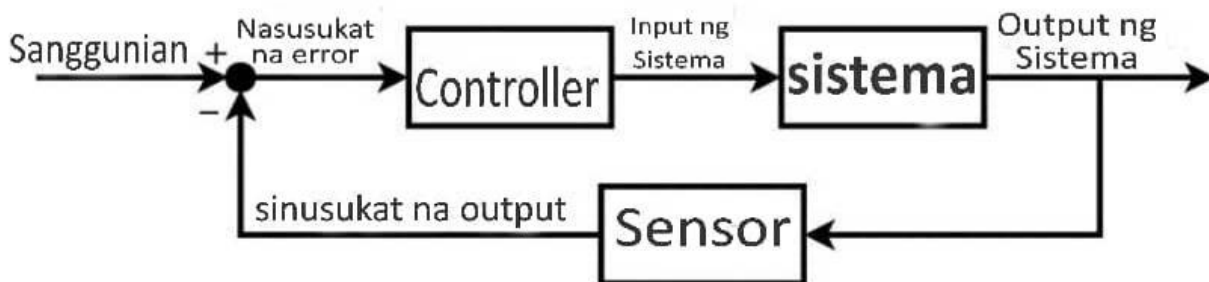 Sanggunian
+
−
Nasusukat
na error
Controller
Input ng
Sistema
sistema
Output ng
Sistema
sinusukat na output
Sensor